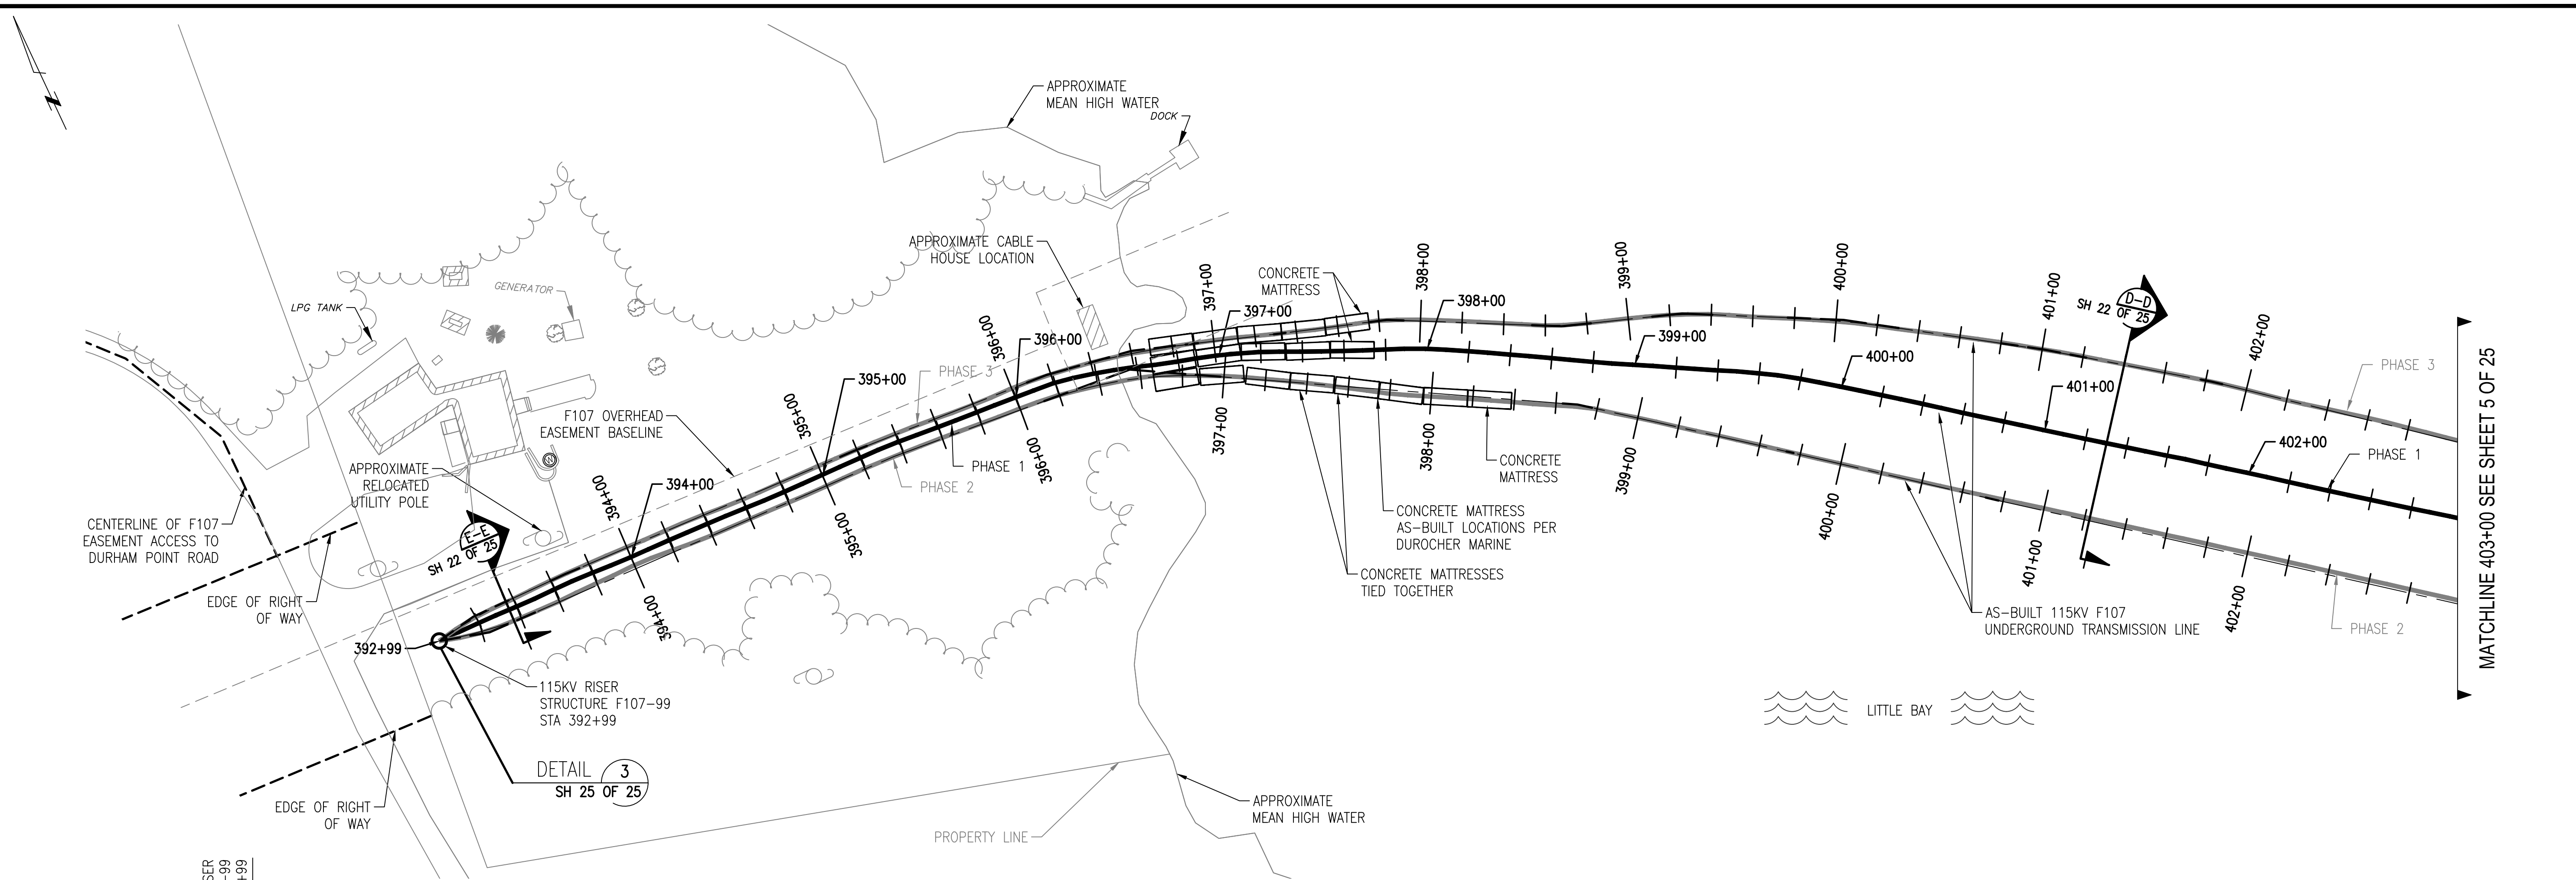 APPROXIMATE
MEAN HIGH WATER
DOCK
APPROXIMATE CABLE
HOUSE LOCATION
CONCRETE
MATTRESS
GENERATOR
LPG TANK
F107 OVERHEAD
EASEMENT BASELINE
APPROXIMATE
RELOCATED
UTILITY POLE
W
CENTERLINE OF F107
EASEMENT ACCESS TO
DURHAM POINT ROAD
EDGE OF RIGHT
OF WAY
E-E
SH 22 OF 25
392+99
115KV RISER
STRUCTURE F107-99
STA 392+99
DETAIL 3
SH 25 OF 25
EDGE OF RIGHT
OF WAY
394+00
394+00
394+00
395+00
395+00
395+00
396+00
396+00
396+00
PHASE 3
PHASE 1
PHASE 2
397+00
397+00
397+00
398+00
398+00
398+00
399+00
399+00
399+00
400+00
400+00
400+00
401+00
401+00
401+00
402+00
402+00
402+00
D-D
SH 22 OF 25
PHASE 3
PHASE 1
PHASE 2
CONCRETE
MATTRESS
CONCRETE MATTRESS
AS-BUILT LOCATIONS PER
DUROCHER MARINE
CONCRETE MATTRESSES
TIED TOGETHER
AS-BUILT 115KV F107
UNDERGROUND TRANSMISSION LINE
LITTLE BAY
APPROXIMATE
MEAN HIGH WATER
PROPERTY LINE
MATCHLINE 403+00 SEE SHEET 5 OF 25
SER
-99
+99